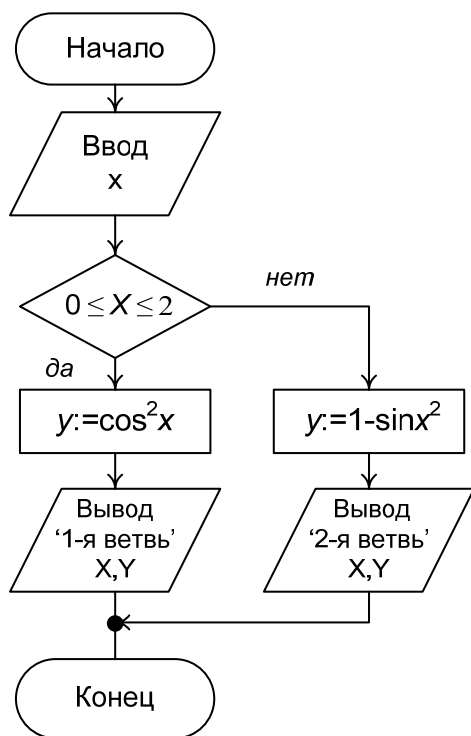 Начало
Ввод
x
0 ≤ X ≤ 2
нет
да
y:=cos²x
y:=1-sinx²
Вывод
‘1-я ветвь’
X,Y
Вывод
‘2-я ветвь’
X,Y
Конец